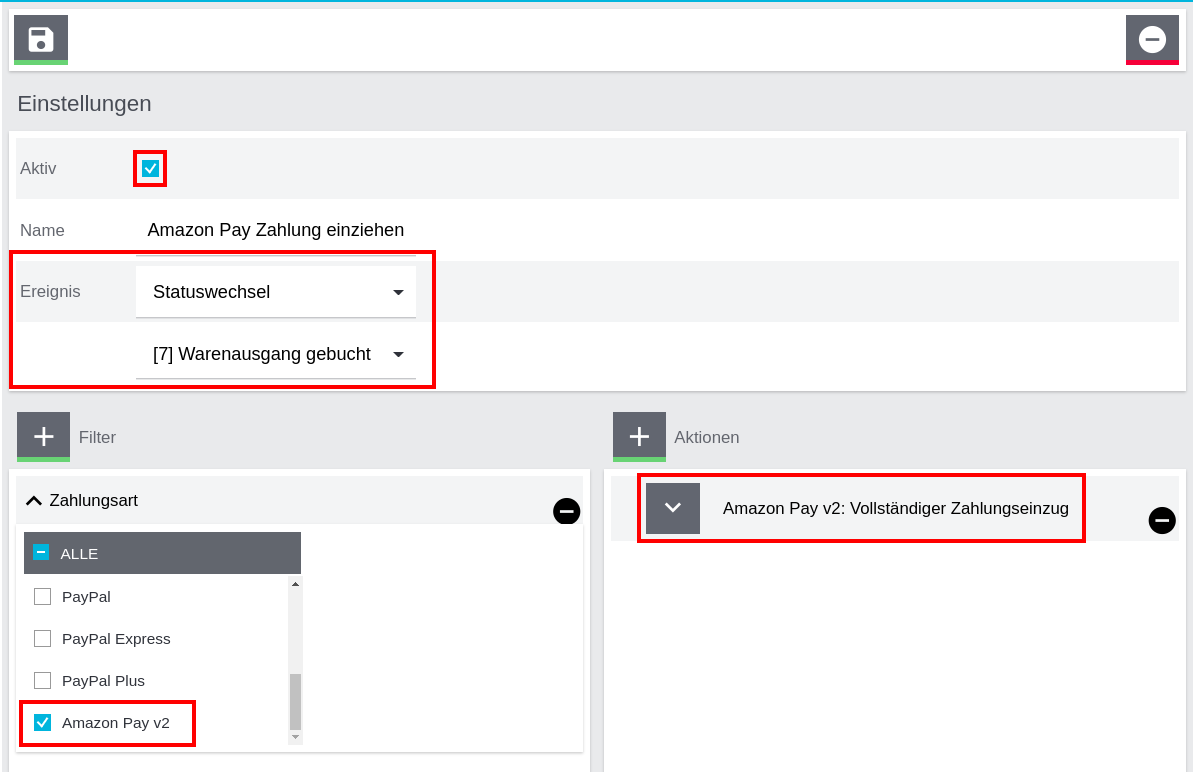 Einstellungen
Aktiv
Name Amazon Pay Zahlung einziehen
Ereignis Statuswechsel
[7] Warenausgang gebucht
Filter
Zahlungsart
ALLE
PayPal
PayPal Express
PayPal Plus
Amazon Pay v2
Aktionen
Amazon Pay v2: Vollständiger Zahlungseinzug